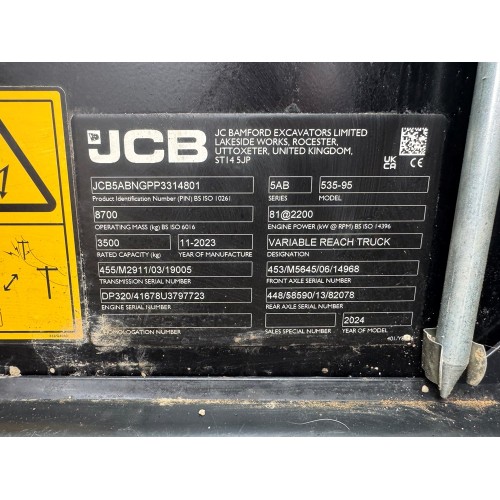 JCB
JC BAMFORD EXCAVATORS LIMITED
LAKESIDE WORKS, ROCESTER,
UTTOXETER, UNITED KINGDOM,
ST14 5JP
UK
CA
CE
JCB5ABNGPP3314801
5AB
535-95
Product Identification Number (PIN) BS ISO 10261
SERIES
MODEL
8700
81@2200
OPERATING MASS (kg) BS ISO 6016
ENGINE POWER (kW @ RPM) BS ISO 14396
3500
11-2023
VARIABLE REACH TRUCK
RATED CAPACITY (kg)
YEAR OF MANUFACTURE
DESIGNATION
455/M2911/03/19005
453/M5645/06/14968
TRANSMISSION SERIAL NUMBER
FRONT AXLE SERIAL NUMBER
DP320/41678U3797723
448/S8590/13/82078
ENGINE SERIAL NUMBER
REAR AXLE SERIAL NUMBER
2024
HOMOLOGATION NUMBER
SALES SPECIAL NUMBER
YEAR OF MODEL